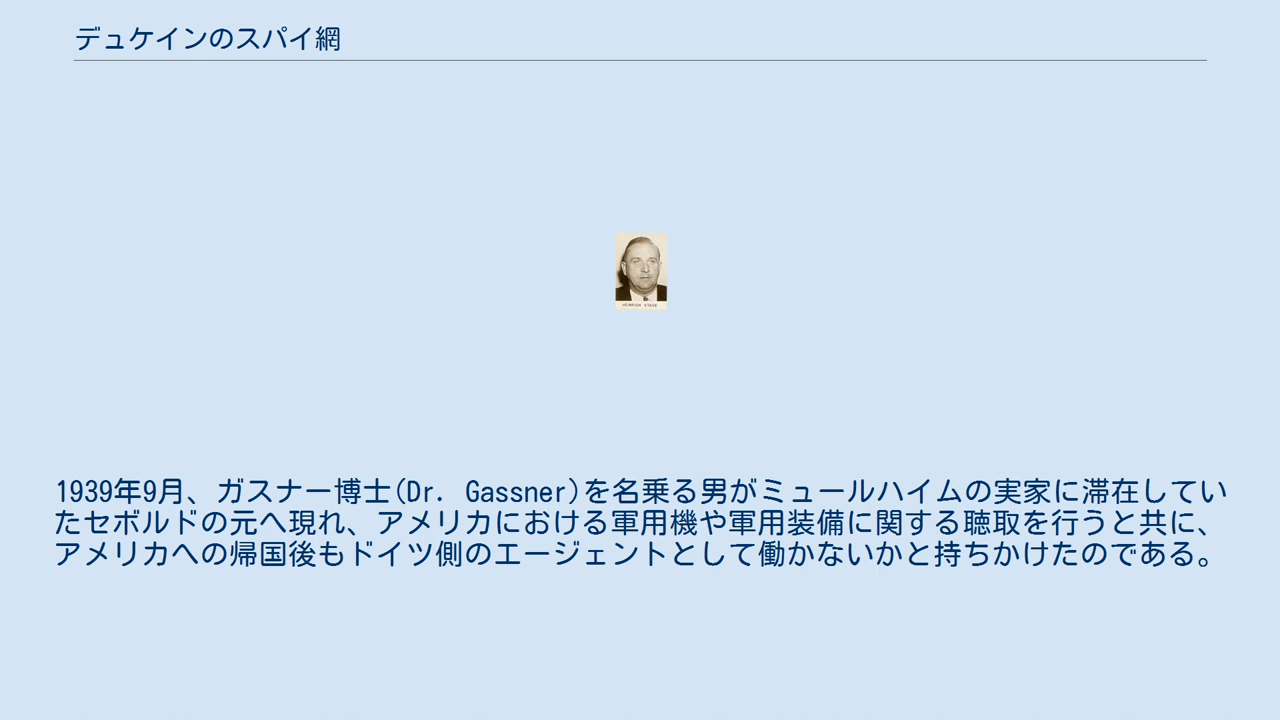 デュケインのスパイ網
HEINRICH STADE
1939年9月、ガスナー博士(Dr. Gassner)を名乗る男がミュールハイムの実家に滞在してい
たセボルドの元へ現れ、アメリカにおける軍用機や軍用装備に関する聴取を行うと共に、
アメリカへの帰国後もドイツ側のエージェントとして働かないかと持ちかけたのである。